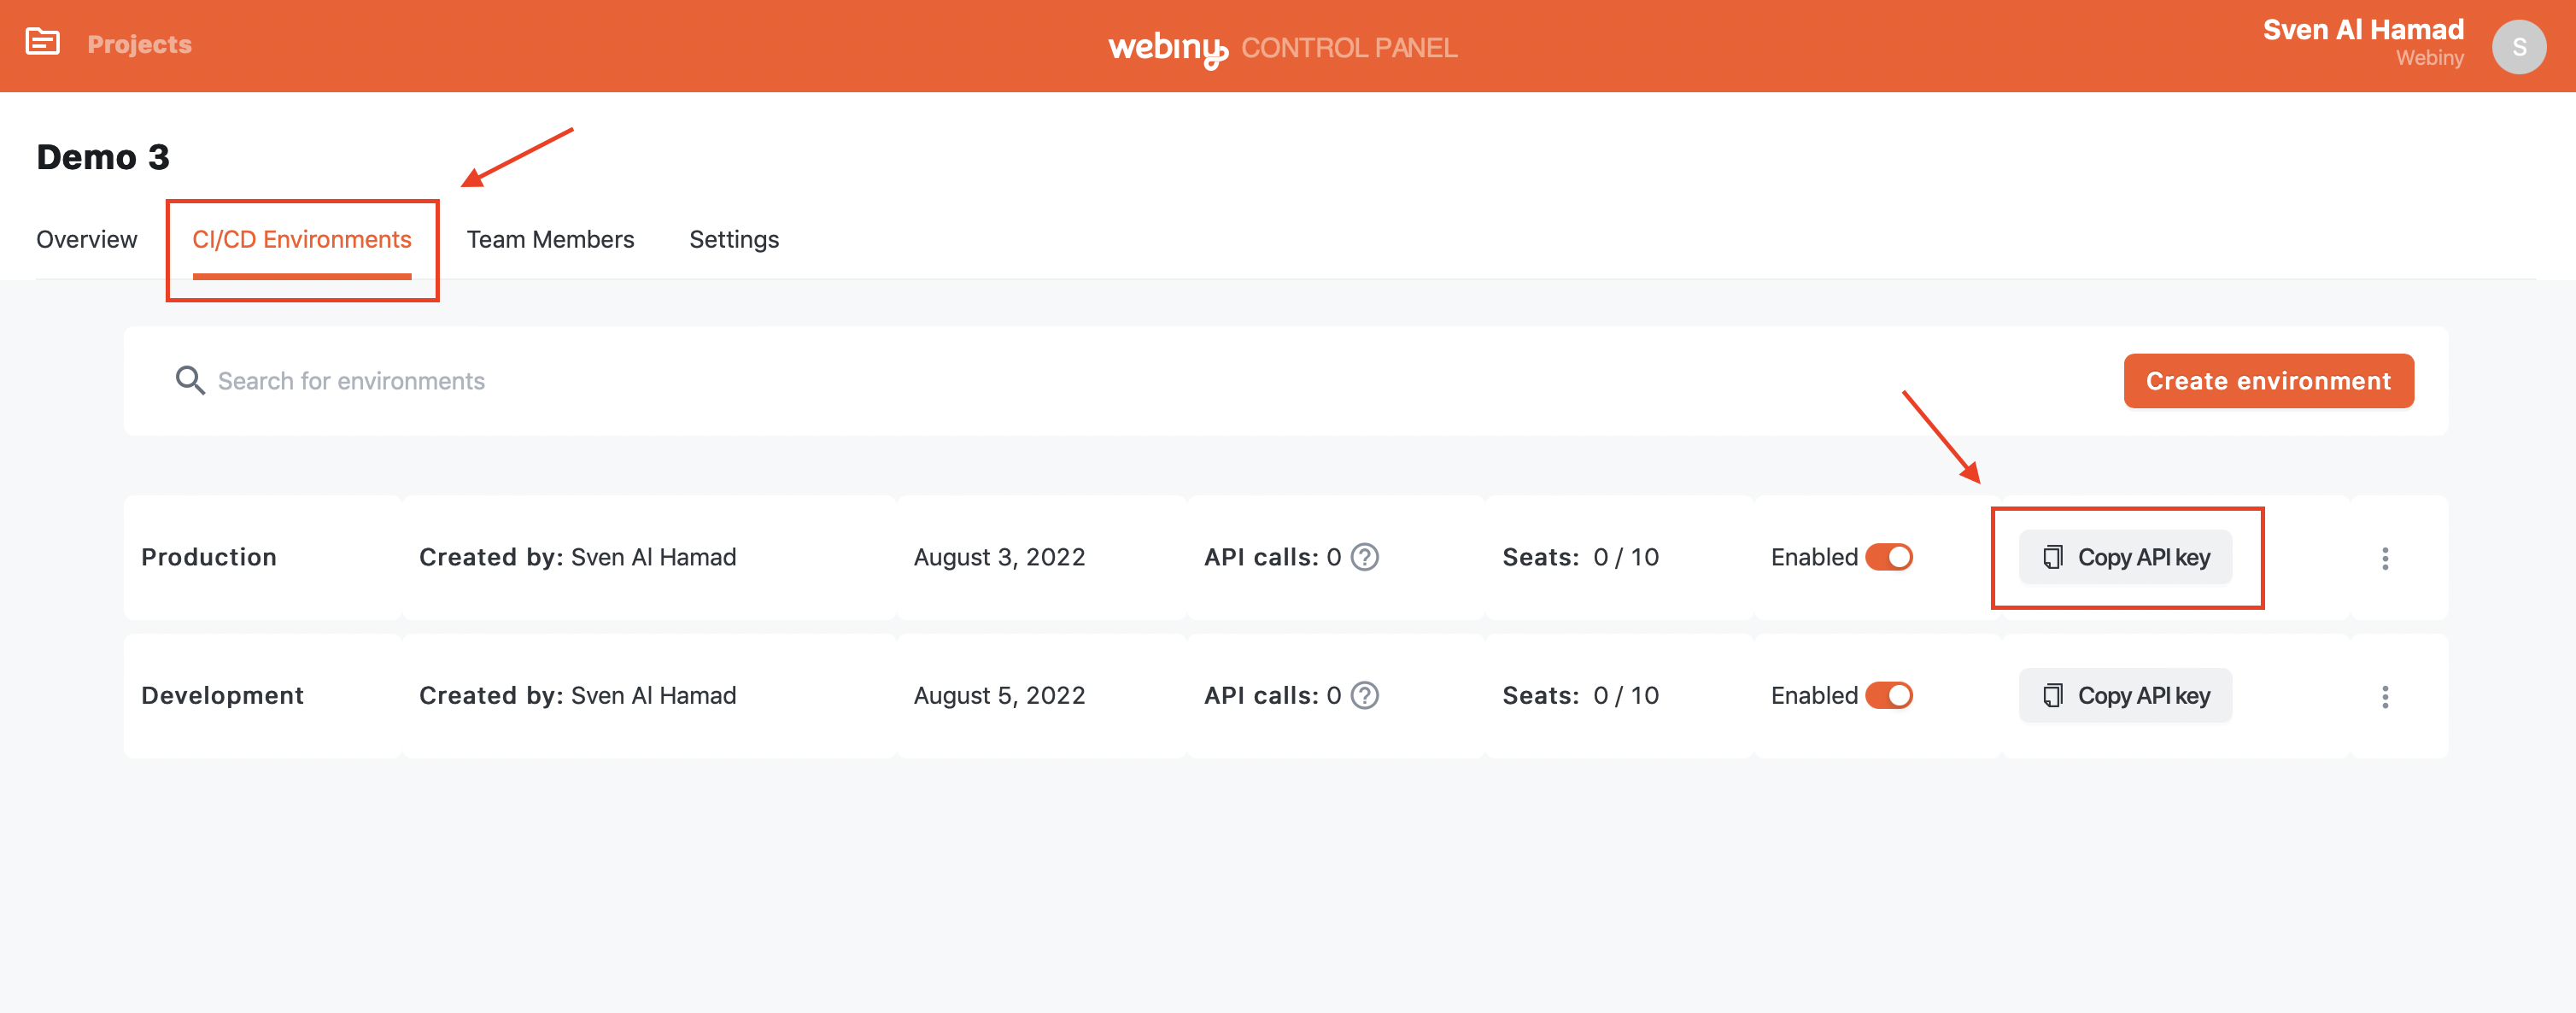 Projects
webiny CONTROL PANEL
Sven Al Hamad
Webiny
S
Demo 3
Overview CI/CD Environments Team Members Settings
Search for environments Create environment
Production Created by: Sven Al Hamad August 3, 2022 API calls: 0 ? Seats: 0 / 10 Enabled Copy API key
Development Created by: Sven Al Hamad August 5, 2022 API calls: 0 ? Seats: 0 / 10 Enabled Copy API key